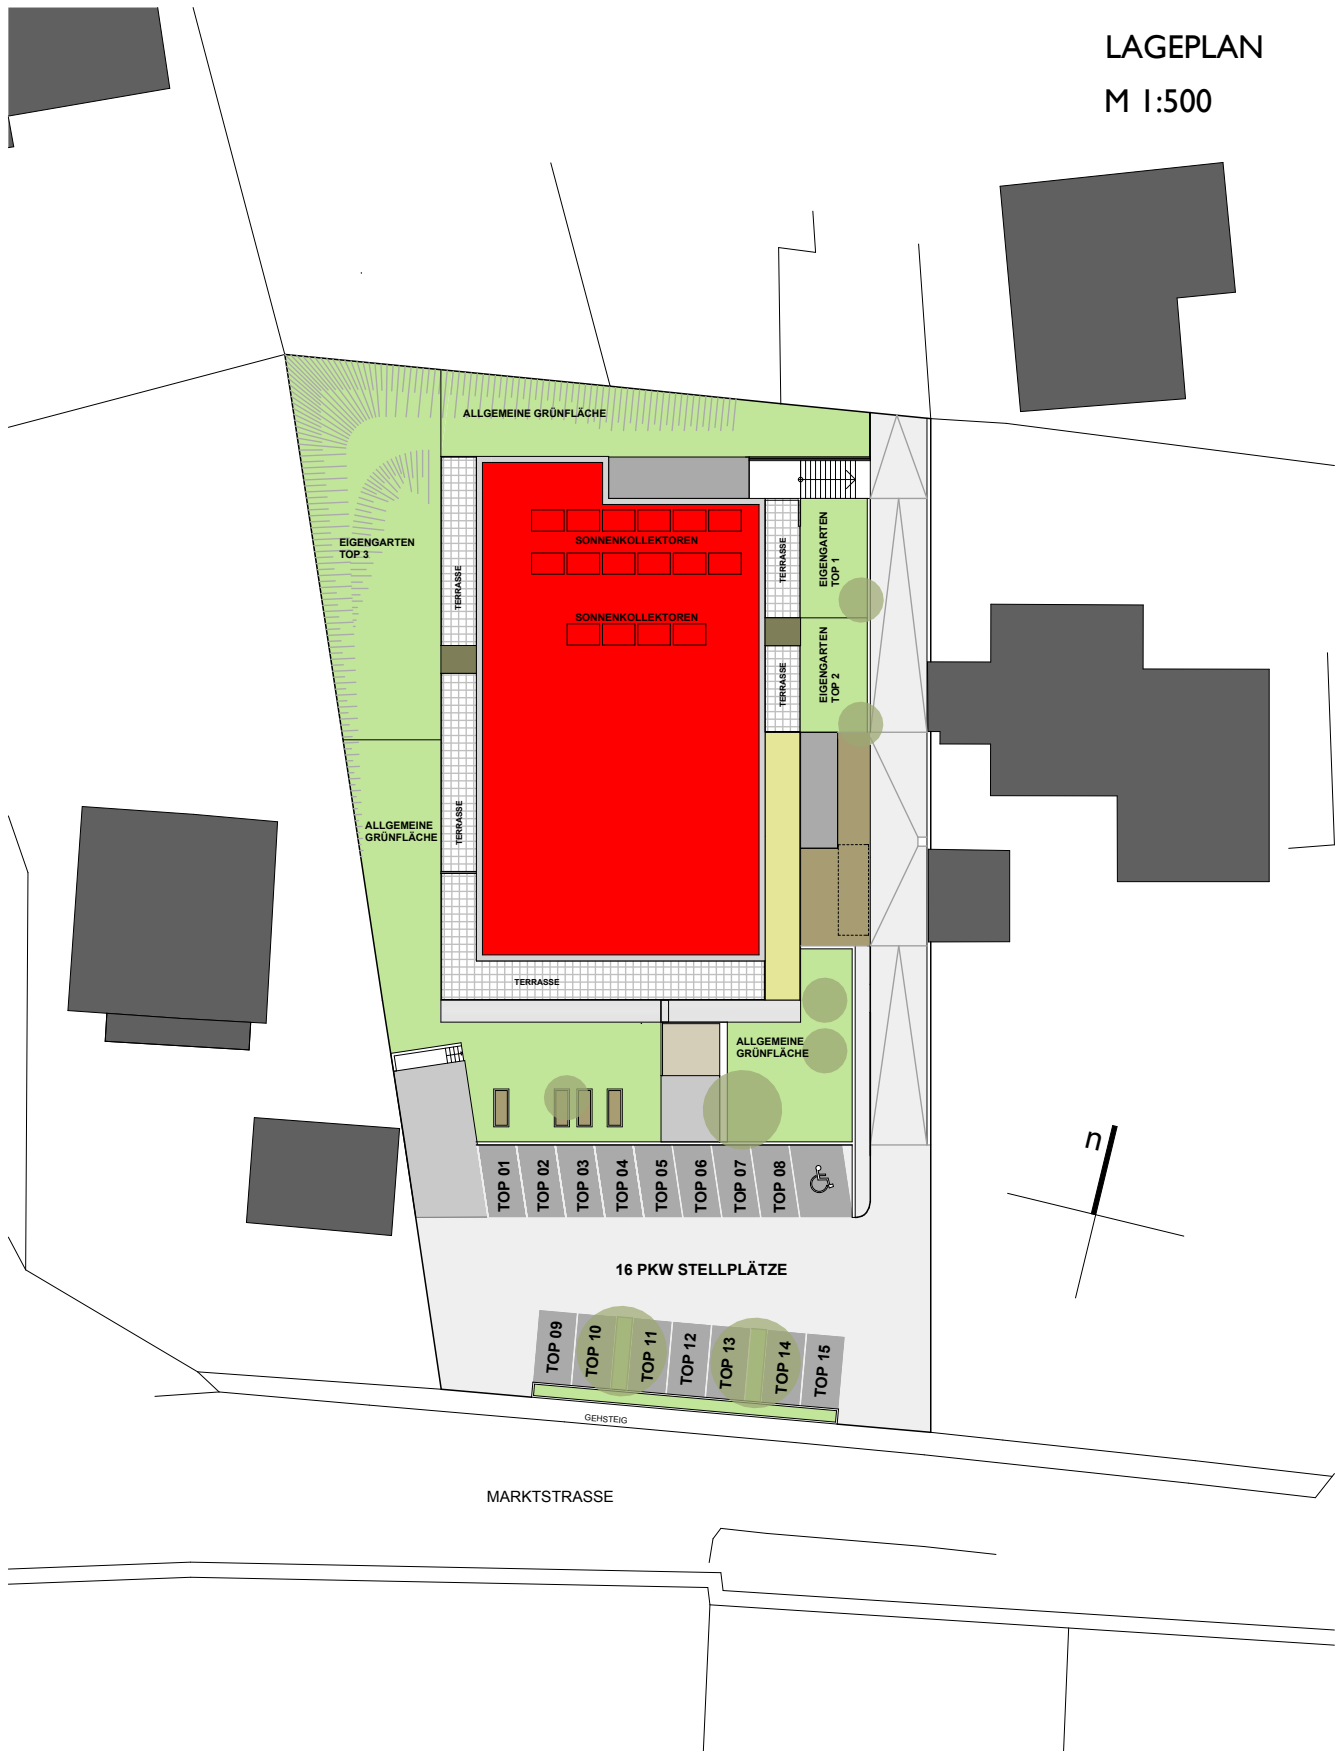 LAGEPLAN
M 1:500
ALLGEMEINE GRÜNFLÄCHE
EIGENGARTEN
TOP 3
TERRASSE
SONNENKOLLEKTOREN
SONNENKOLLEKTOREN
TERRASSE
EIGENGARTEN
TOP 1
TERRASSE
EIGENGARTEN
TOP 2
ALLGEMEINE
GRÜNFLÄCHE
TERRASSE
TERRASSE
ALLGEMEINE
GRÜNFLÄCHE
n
TOP 01
TOP 02
TOP 03
TOP 04
TOP 05
TOP 06
TOP 07
TOP 08
16 PKW STELLPLÄTZE
TOP 09
TOP 10
TOP 11
TOP 12
TOP 13
TOP 14
TOP 15
GEHSTEIG
MARKTSTRASSE